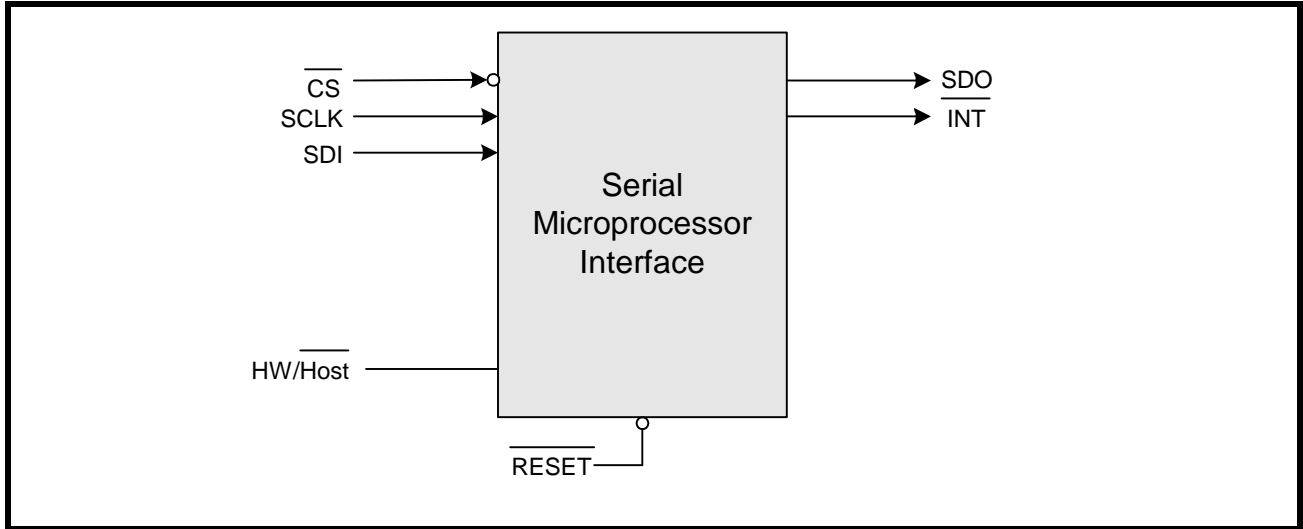 CS
SCLK
SDI
SDO
INT
Serial
Microprocessor
Interface
HW/Host
RESET